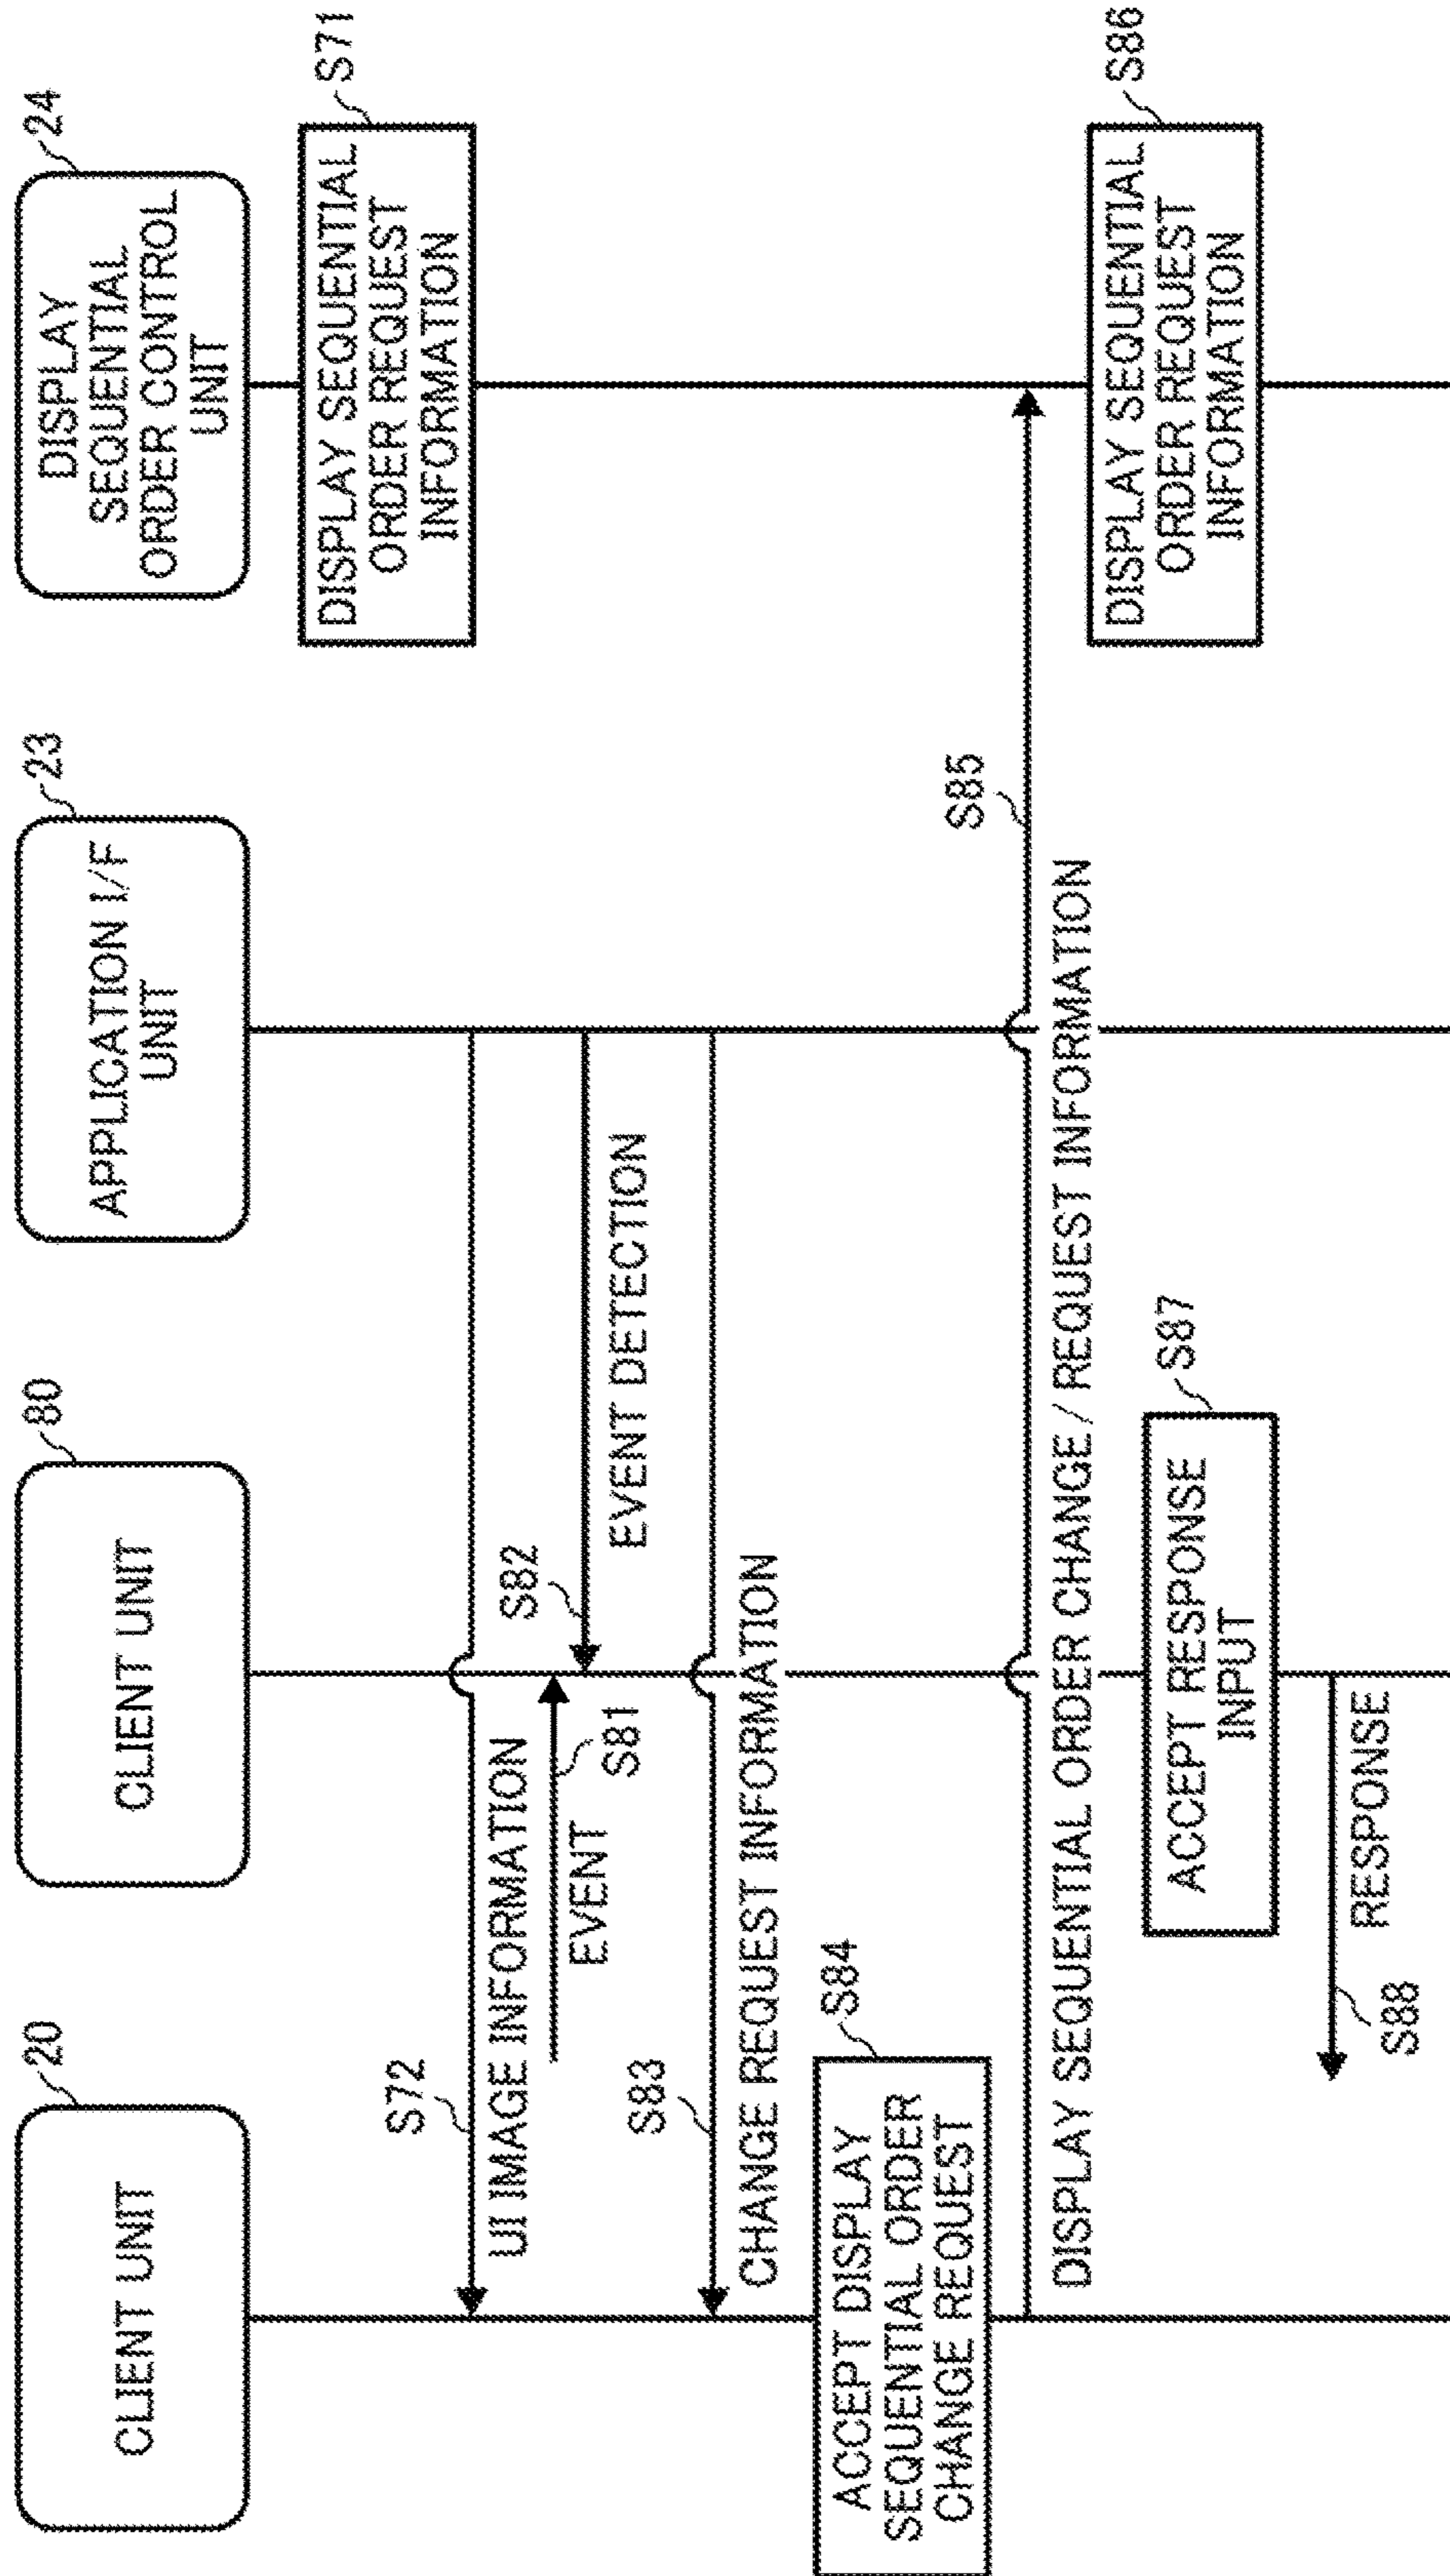 20
CLIENT UNIT
80
CLIENT UNIT
23
APPLICATION I/F
UNIT
24
DISPLAY
SEQUENTIAL
ORDER CONTROL
UNIT
S71
DISPLAY SEQUENTIAL
ORDER REQUEST
INFORMATION
S72
UI IMAGE INFORMATION
S81
EVENT
S82
EVENT DETECTION
S83
CHANGE REQUEST INFORMATION
S84
ACCEPT DISPLAY
SEQUENTIAL ORDER
CHANGE REQUEST
S85
DISPLAY SEQUENTIAL ORDER CHANGE / REQUEST INFORMATION
S86
DISPLAY SEQUENTIAL
ORDER REQUEST
INFORMATION
S87
ACCEPT RESPONSE
INPUT
RESPONSE
S88